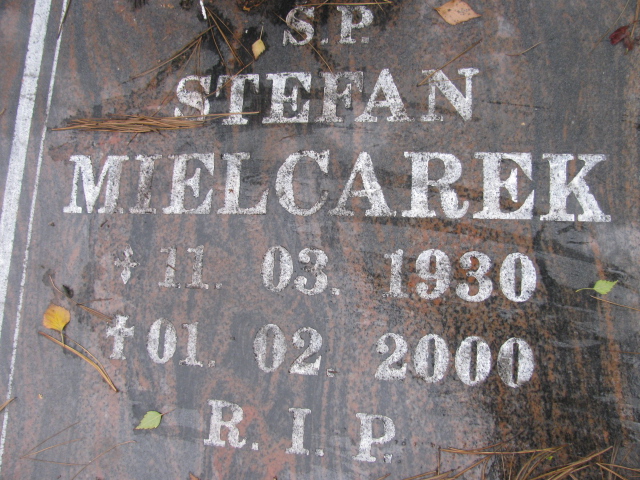 S.P.
STEFAN
MIELCAREK
11. 03. 1930
✝ 01. 02. 2000
R.I.P.